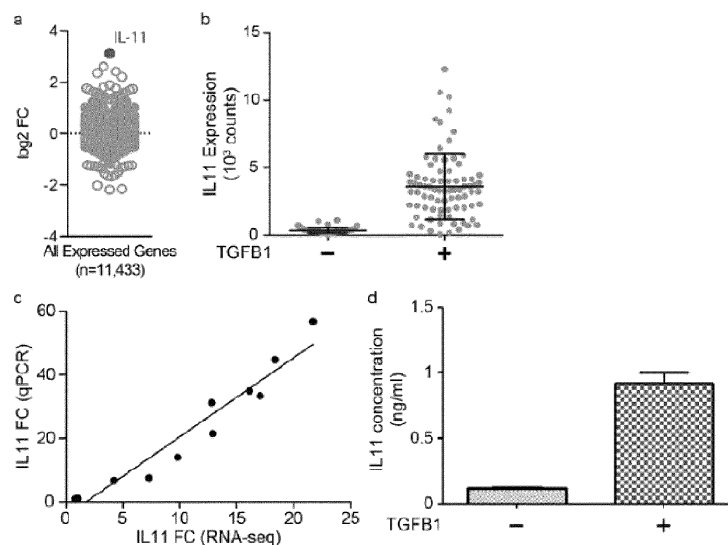 a
IL-11
4
2
0
-2
-4
log2 FC
All Expressed Genes
(n=11,433)
b
15
10
5
0
IL11 Expression
(10³ counts)
TGFB1
−
+
c
60
40
20
0
IL11 FC (qPCR)
0
5
10
15
20
25
IL11 FC (RNA-seq)
d
1.5
1
0.5
0
IL11 concentration
(ng/ml)
TGFB1
−
+